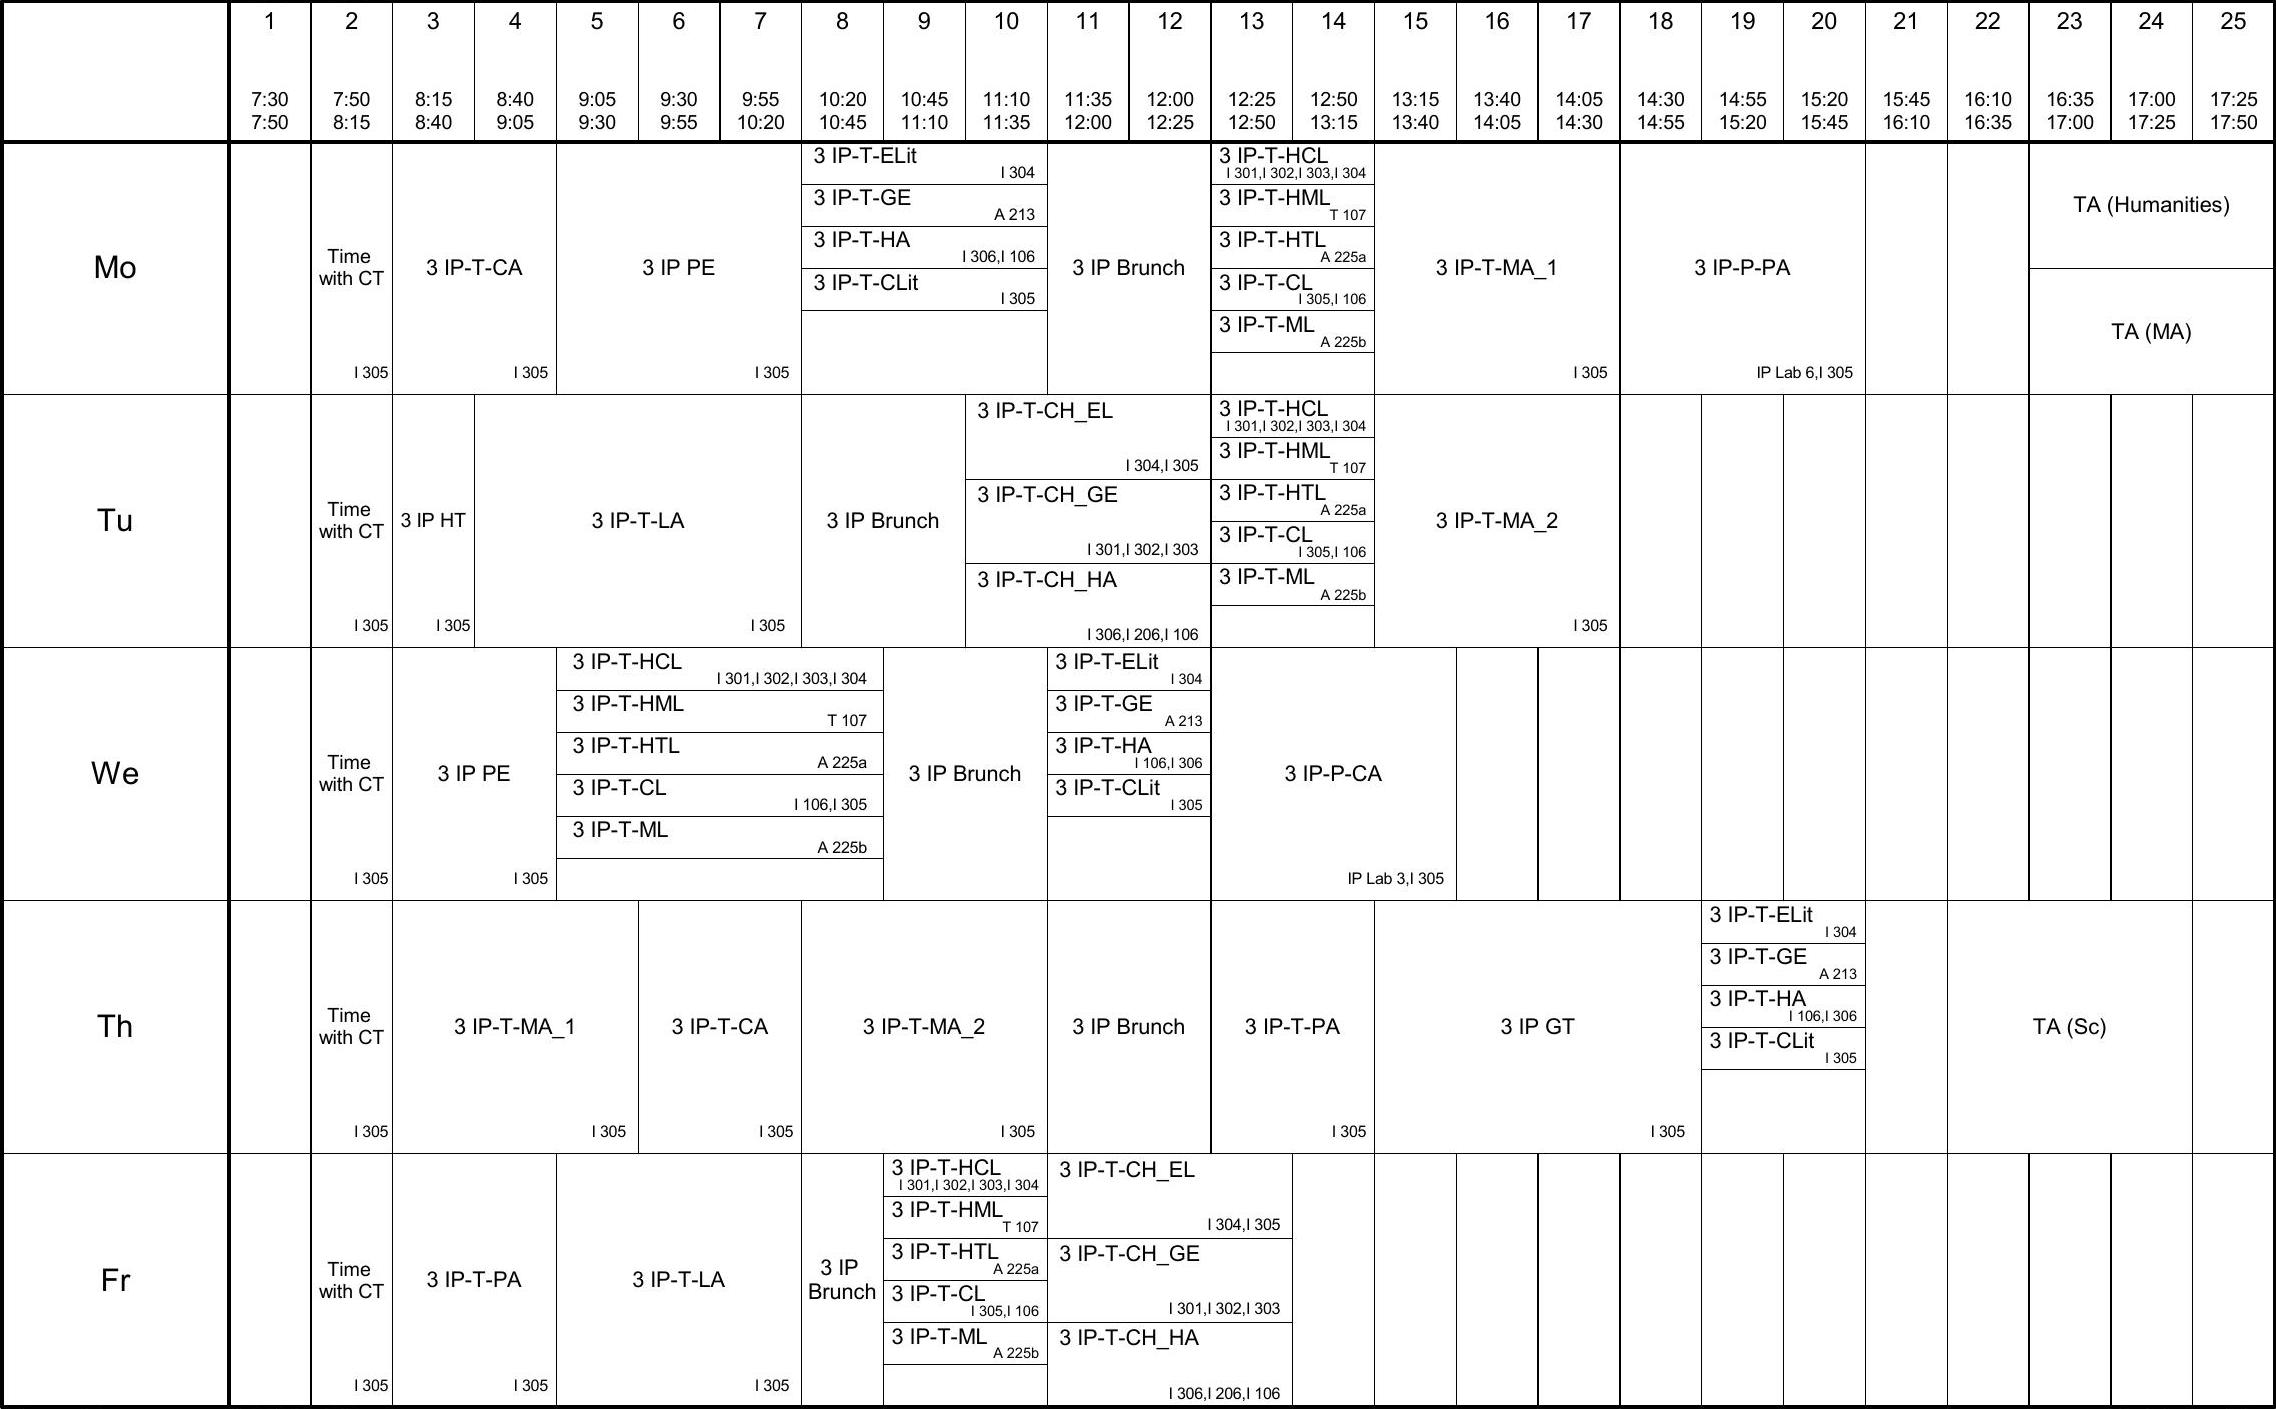 1 2 3 4 5 6 7 8 9 10 11 12 13 14 15 16 17 18 19 20 21 22 23 24 25
7:30 7:50 8:15 8:40 9:05 9:30 9:55 10:20 10:45 11:10 11:35 12:00 12:25 12:50 13:15 13:40 14:05 14:30 14:55 15:20 15:45 16:10 16:35 17:00 17:25
7:50 8:15 8:40 9:05 9:30 9:55 10:20 10:45 11:10 11:35 12:00 12:25 12:50 13:15 13:40 14:05 14:30 14:55 15:20 15:45 16:10 16:35 17:00 17:25 17:50
Mo
Time
with CT
I 305
3 IP-T-CA
I 305
3 IP PE
I 305
3 IP-T-ELit
I 304
3 IP-T-GE
A 213
3 IP-T-HA
I 306,I 106
3 IP-T-CLit
I 305
3 IP Brunch
3 IP-T-HCL
I 301,I 302,I 303,I 304
3 IP-T-HML
T 107
3 IP-T-HTL
A 225a
3 IP-T-CL
I 305,I 106
3 IP-T-ML
A 225b
3 IP-T-MA_1
I 305
3 IP-P-PA
IP Lab 6,I 305
TA (Humanities)
TA (MA)
Tu
Time
with CT
I 305
3 IP HT
I 305
3 IP-T-LA
I 305
3 IP Brunch
3 IP-T-CH_EL
I 304,I 305
3 IP-T-CH_GE
I 301,I 302,I 303
3 IP-T-CH_HA
I 306,I 206,I 106
3 IP-T-HCL
I 301,I 302,I 303,I 304
3 IP-T-HML
T 107
3 IP-T-HTL
A 225a
3 IP-T-CL
I 305,I 106
3 IP-T-ML
A 225b
3 IP-T-MA_2
I 305
We
Time
with CT
I 305
3 IP PE
I 305
3 IP-T-HCL
I 301,I 302,I 303,I 304
3 IP-T-HML
T 107
3 IP-T-HTL
A 225a
3 IP-T-CL
I 106,I 305
3 IP-T-ML
A 225b
3 IP Brunch
3 IP-T-ELit
I 304
3 IP-T-GE
A 213
3 IP-T-HA
I 106,I 306
3 IP-T-CLit
I 305
3 IP-P-CA
IP Lab 3,I 305
Th
Time
with CT
I 305
3 IP-T-MA_1
I 305
3 IP-T-CA
I 305
3 IP-T-MA_2
I 305
3 IP Brunch
3 IP-T-PA
I 305
3 IP GT
I 305
3 IP-T-ELit
I 304
3 IP-T-GE
A 213
3 IP-T-HA
I 106,I 306
3 IP-T-CLit
I 305
TA (Sc)
Fr
Time
with CT
I 305
3 IP-T-PA
I 305
3 IP-T-LA
I 305
3 IP
Brunch
3 IP-T-HCL
I 301,I 302,I 303,I 304
3 IP-T-HML
T 107
3 IP-T-HTL
A 225a
3 IP-T-CL
I 305,I 106
3 IP-T-ML
A 225b
3 IP-T-CH_EL
I 304,I 305
3 IP-T-CH_GE
I 301,I 302,I 303
3 IP-T-CH_HA
I 306,I 206,I 106